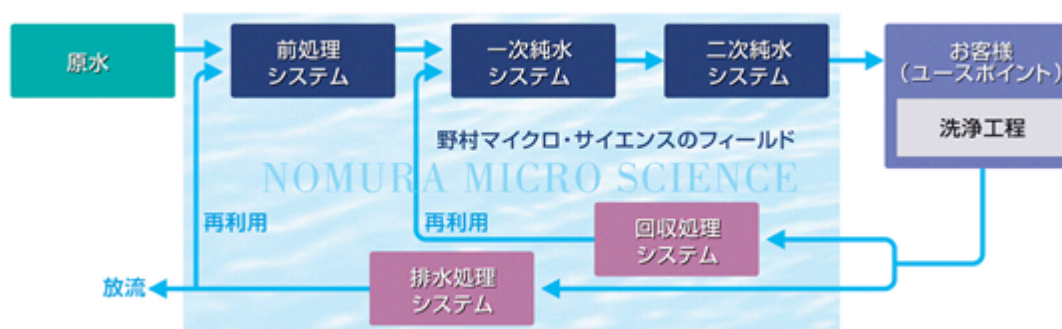 原水
前処理
システム
一次純水
システム
二次純水
システム
お客様
（ユースポイント）
洗浄工程
野村マイクロ・サイエンスのフィールド
NOMURA MICRO SCIENCE
再利用
再利用
回収処理
システム
放流
排水処理
システム